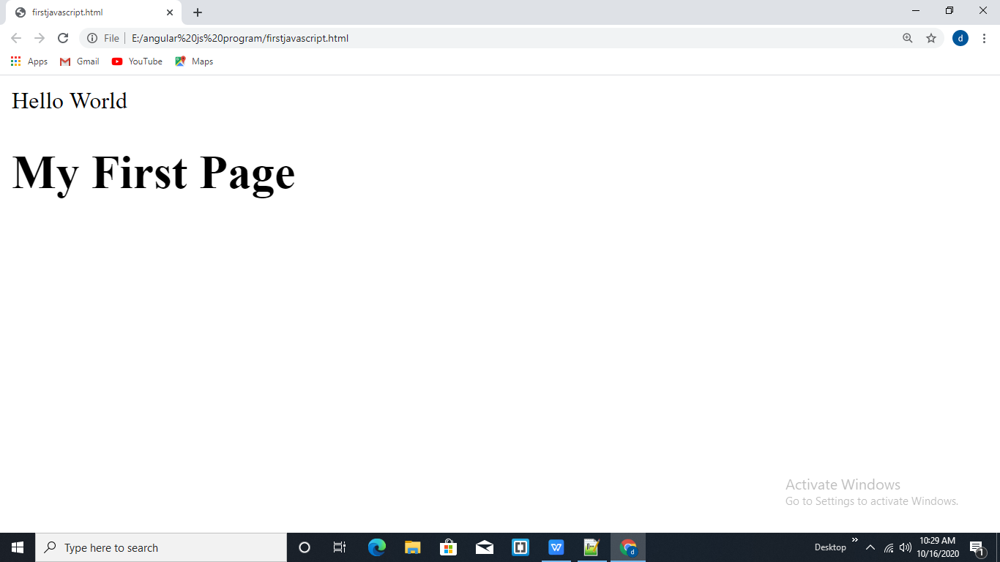 firstjavascript.html
File
E:/angular%20js%20program/firstjavascript.html
d
Apps
Gmail
YouTube
Maps
Hello World
My First Page
Activate Windows
Go to Settings to activate Windows.
Type here to search
W
d
Desktop
10:29 AM
10/16/2020
1